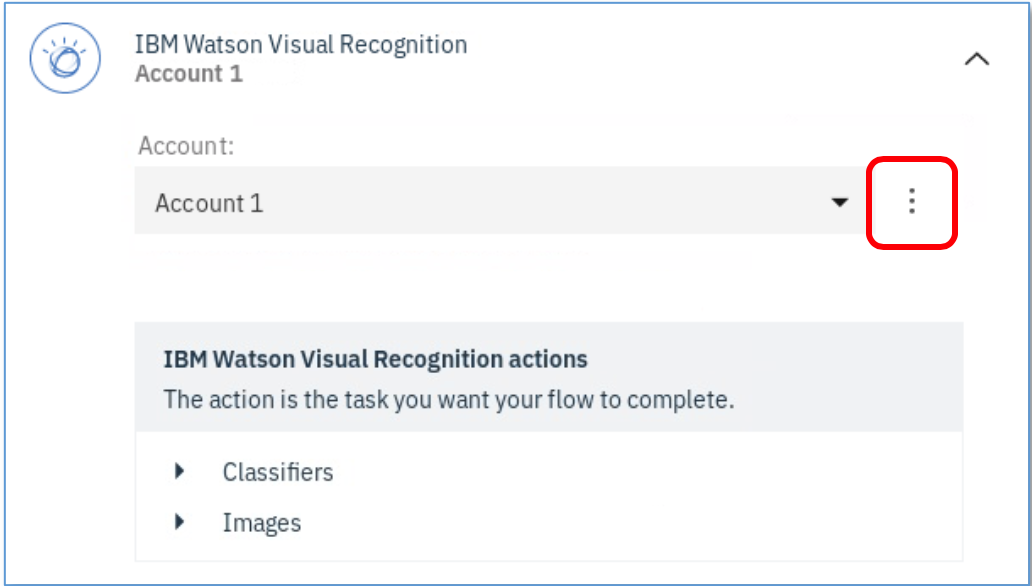 IBM Watson Visual Recognition
Account 1
Account:
Account 1
IBM Watson Visual Recognition actions
The action is the task you want your flow to complete.
Classifiers
Images